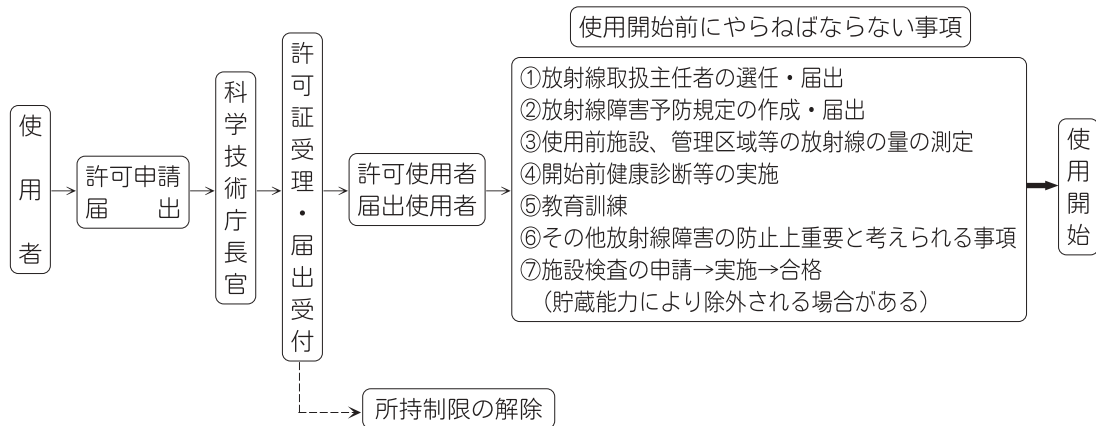 使用者
許可申請
届出
科学技術庁長官
許可証受理・届出受付
許可使用者
届出使用者
使用開始前にやらねばならない事項
①放射線取扱主任者の選任・届出
②放射線障害予防規定の作成・届出
③使用前施設、管理区域等の放射線の量の測定
④開始前健康診断等の実施
⑤教育訓練
⑥その他放射線障害の防止上重要と考えられる事項
⑦施設検査の申請→実施→合格
（貯蔵能力により除外される場合がある）
使用開始
所持制限の解除